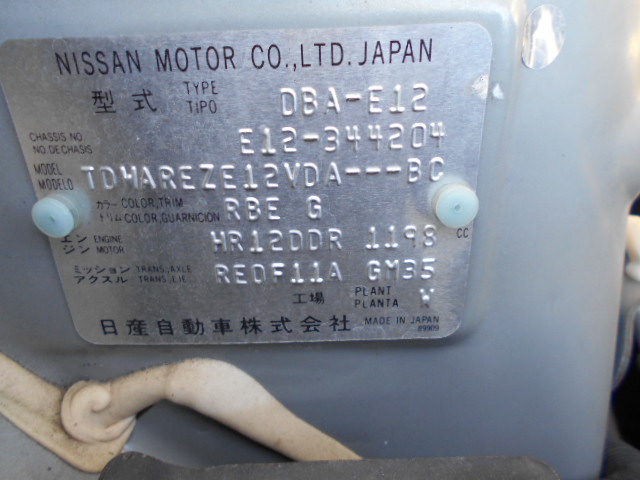 NISSAN MOTOR CO.,LTD. JAPAN
型式 TYPE TIPO DBA-E12
CHASSIS NO. NO. DE CHASIS E12-344204
MODEL MODELO TDMAREZE12VDA---BC
カラー COLOR,TRIM トリム COLOR,GUARNICION RBE G
エンジン ENGINE MOTOR HR12DDR 1198 CC
ミッション アクスル TRANS.,AXLE TRANS.,EJE REOF11A GM35
工場 PLANT PLANTA W
日産自動車株式会社 MADE IN JAPAN